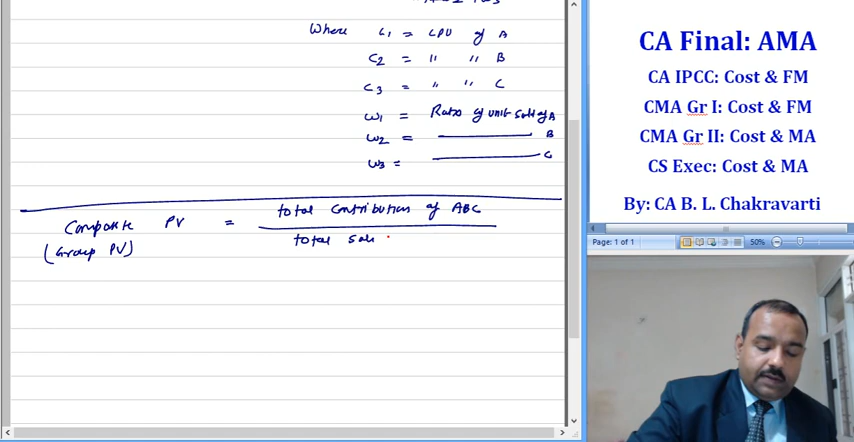 Where C1 = CPU of A
C2 = " " B
C3 = " " C
W1 = Ratio of unit sold of A
W2 = B
W3 = C
Composite PV = total Contribution of ABC
(Group PV) total Sale
CA Final: AMA
CA IPCC: Cost & FM
CMA Gr I: Cost & FM
CMA Gr II: Cost & MA
CS Exec: Cost & MA
By: CA B. L. Chakravarti
Page: 1 of 1 50%